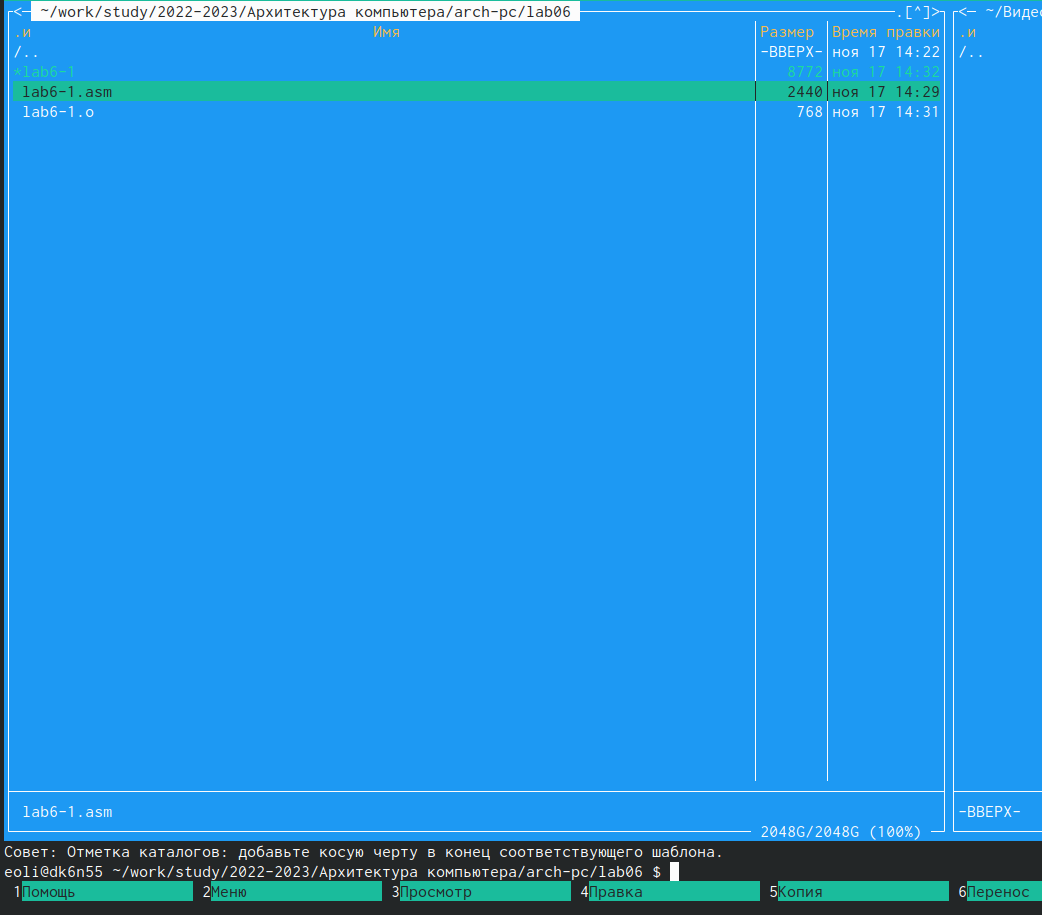 <─ ~/work/study/2022-2023/Архитектура компьютера/arch-pc/lab06 .[^]>
.и Имя Размер Время правки
/.. -ВВЕРХ- ноя 17 14:22
*lab6-1 8772 ноя 17 14:32
lab6-1.asm 2440 ноя 17 14:29
lab6-1.o 768 ноя 17 14:31
lab6-1.asm
2048G/2048G (100%)
<─ ~/Видео
.и
/..
-ВВЕРХ-
Совет: Отметка каталогов: добавьте косую черту в конец соответствующего шаблона.
eoli@dk6n55 ~/work/study/2022-2023/Архитектура компьютера/arch-pc/lab06 $
1Помощь 2Меню 3Просмотр 4Правка 5Копия 6Перенос